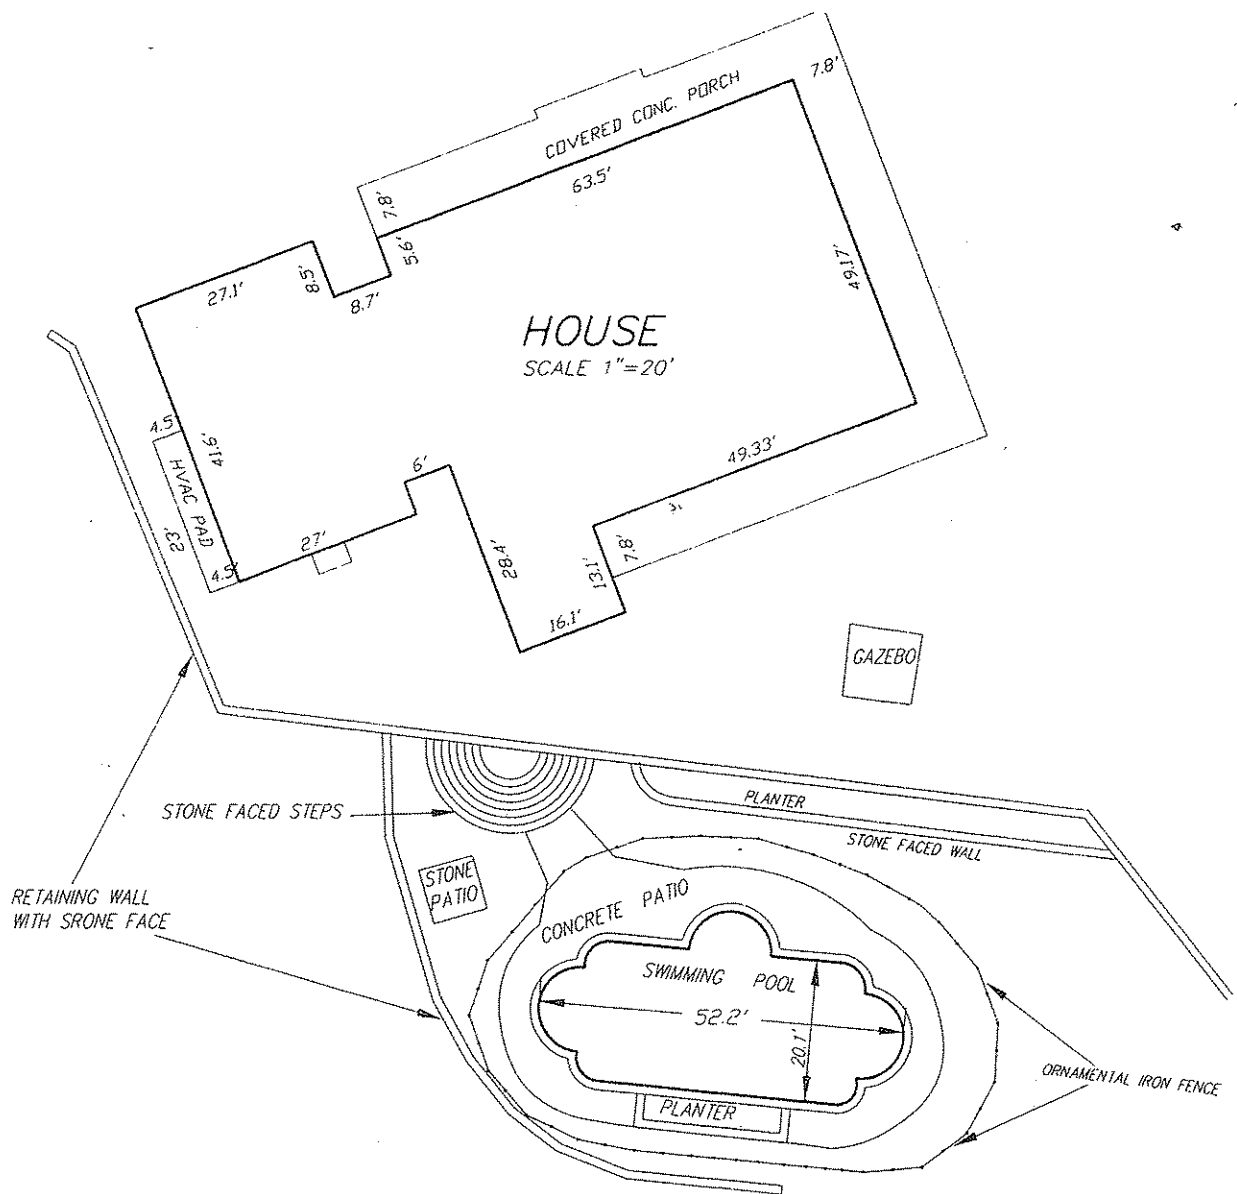 7.8'
COVERED CONC. PORCH
63.5'
7.8'
5.6'
8.5'
27.1'
8.7'
49.17'
HOUSE
SCALE 1"=20'
4.5'
41.6'
HVAC PAD
23'
4.5'
27'
6'
49.33'
28.4'
7.8'
13.1'
16.1'
GAZEBO
PLANTER
STONE FACED STEPS
STONE FACED WALL
STONE
PATIO
RETAINING WALL
WITH SRONE FACE
CONCRETE PATIO
SWIMMING POOL
52.2'
20.1'
ORNAMENTAL IRON FENCE
PLANTER